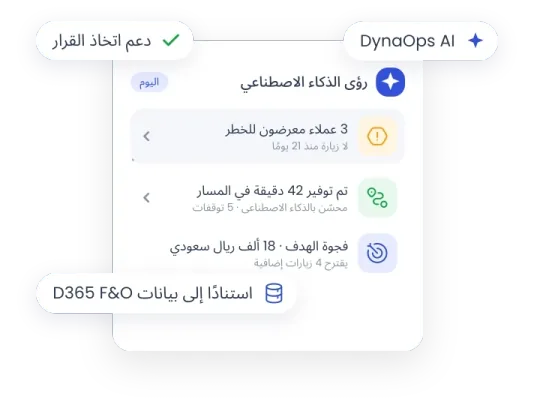 DynaOps AI
دعم اتخاذ القرار
رؤى الذكاء الاصطناعي
اليوم
3 عملاء معرضون للخطر
لا زيارة منذ 21 يومًا
تم توفير 42 دقيقة في المسار
محسّن بالذكاء الاصطناعي · 5 توقفات
فجوة الهدف · 18 ألف ريال سعودي
يقترح 4 زيارات إضافية
استنادًا إلى بيانات D365 F&O